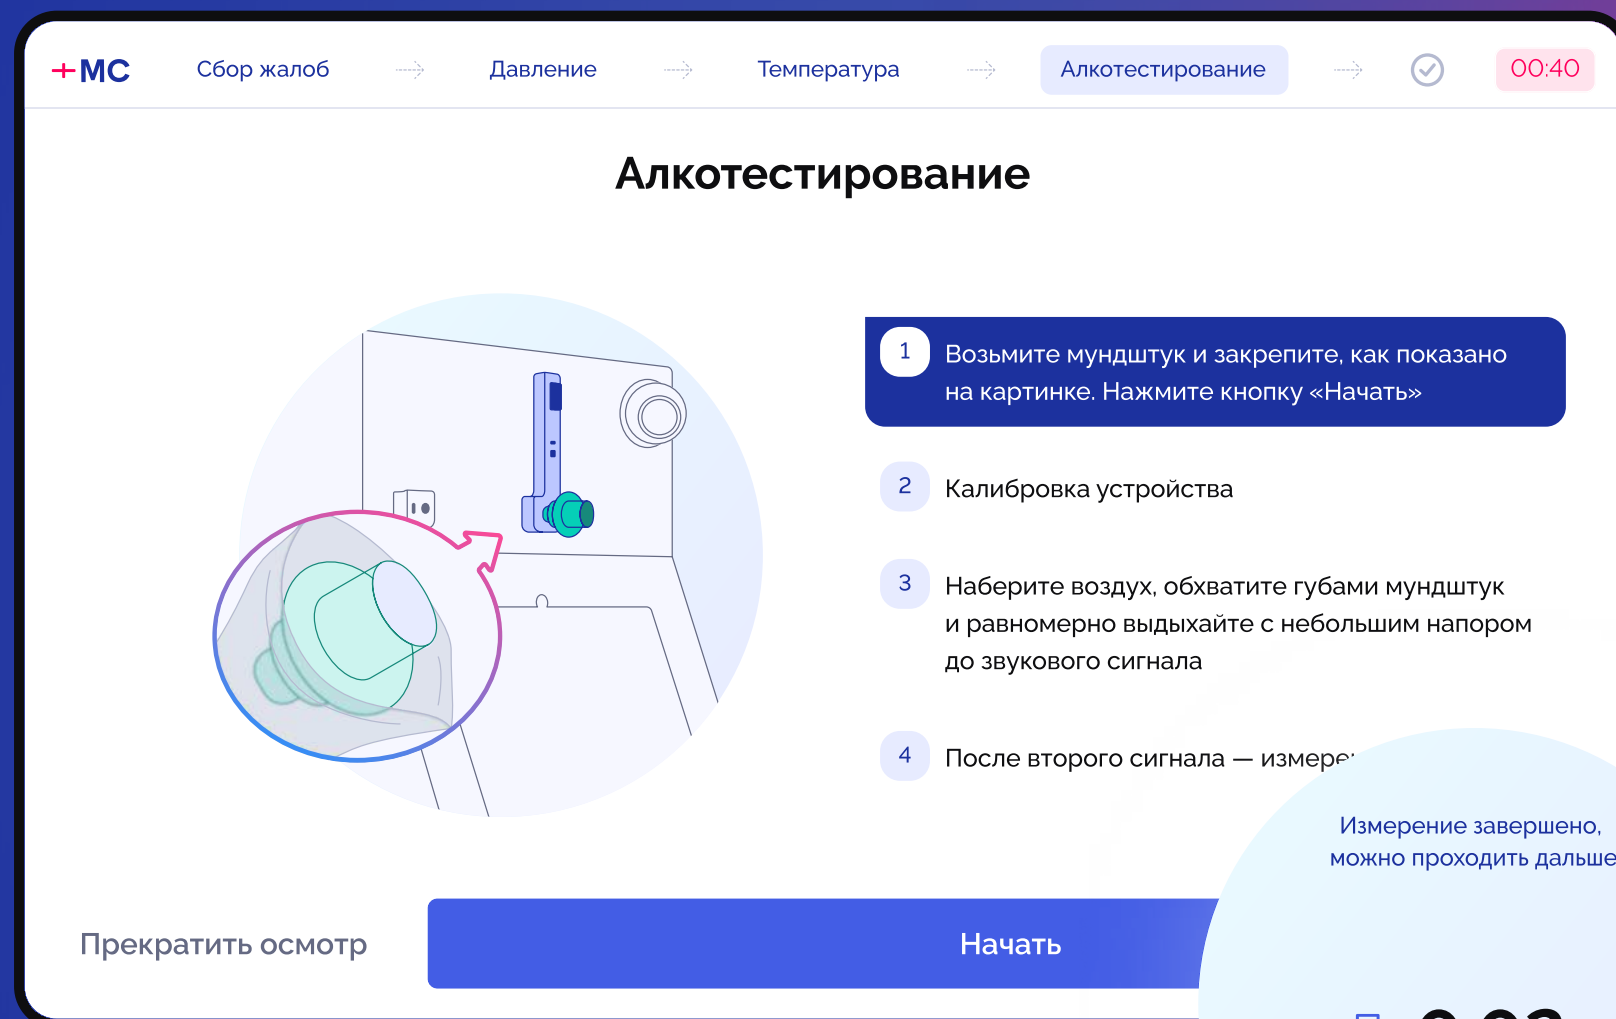 МС
Сбор жалоб
Давление
Температура
Алкотестирование
00:40
Алкотестирование
1
Возьмите мундштук и закрепите, как показано
на картинке. Нажмите кнопку «Начать»
2
Калибровка устройства
3
Наберите воздух, обхватите губами мундштук
и равномерно выдыхайте с небольшим напором
до звукового сигнала
4
После второго сигнала —
Измерение завершено,
можно проходить дальше
Прекратить осмотр
Начать